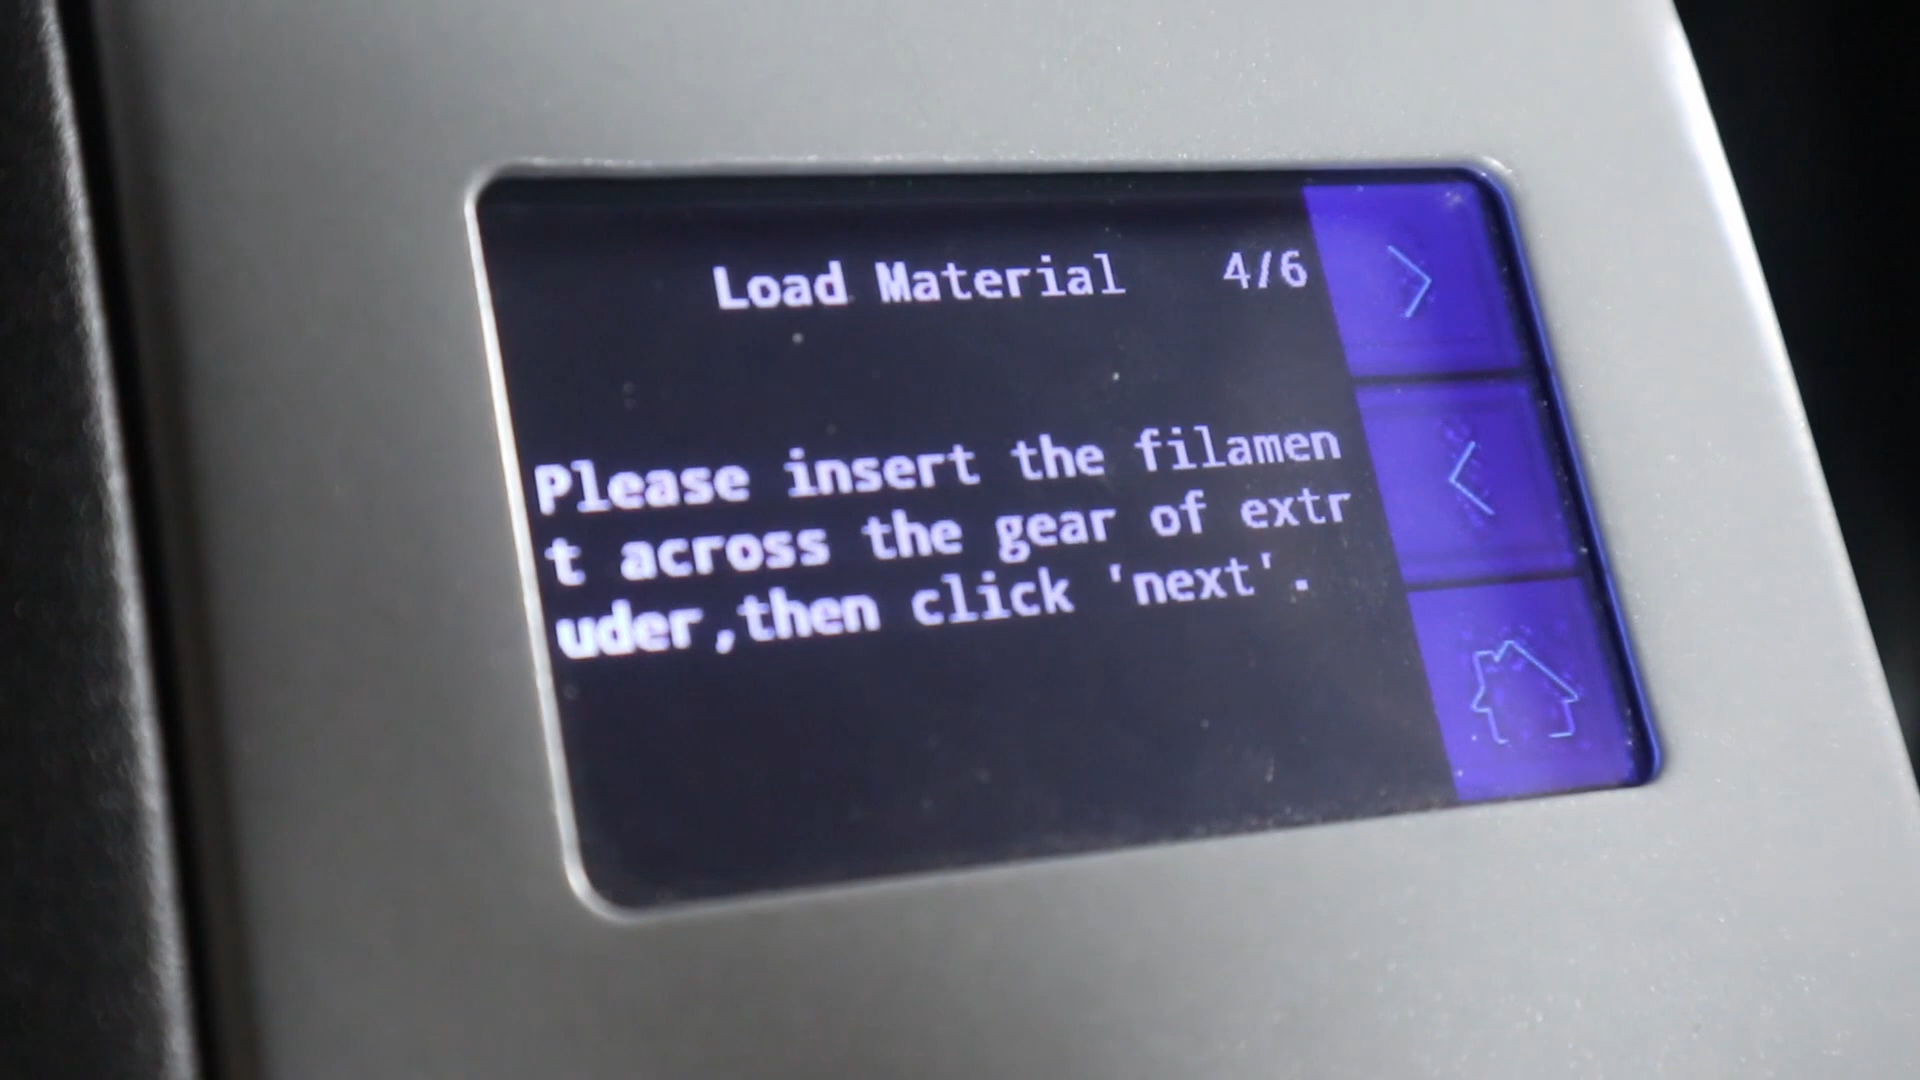 Load Material 4/6
Please insert the filamen
t across the gear of extr
uder,then click 'next'.